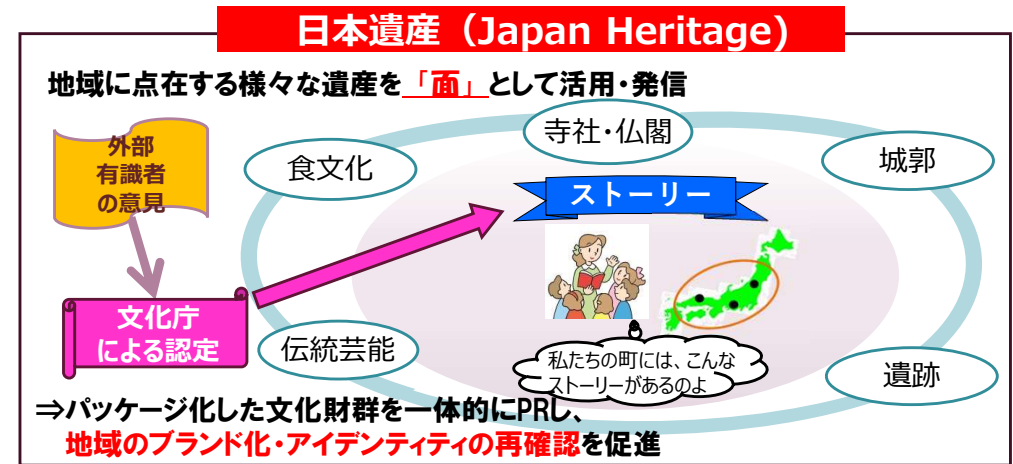 日本遺産（Japan Heritage)
地域に点在する様々な遺産を「面」として活用・発信
外部
有識者
の意見
食文化
寺社・仏閣
城郭
ストーリー
文化庁
による認定
伝統芸能
私たちの町には、こんな
ストーリーがあるのよ
遺跡
⇒パッケージ化した文化財群を一体的にPRし、
地域のブランド化・アイデンティティの再確認を促進